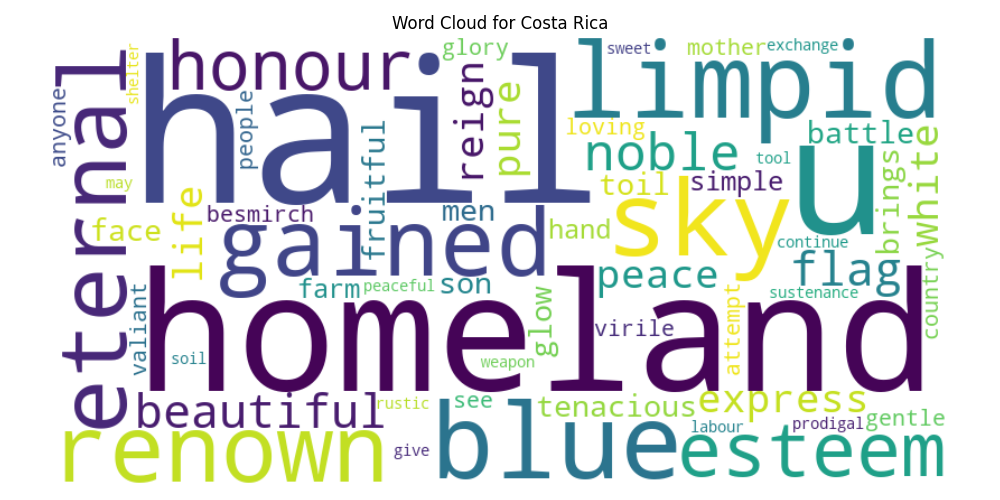 Word Cloud for Costa Rica
sweet
mother
exchange
glory
honour
hail
limpid
shelter
eternal
anyone
people
reign
pure
loving
battle
noble
tool
u
white
may
life
fruitful
toil
simple
sky
brings
besmirch
men
face
gained
hand
continue
flag
country
peace
farm
peaceful
son
sustenance
homeland
valiant
glow
virile
attempt
soil
weapon
beautiful
rustic
see
tenacious
express
gentle
labour
prodigal
renown
give
blue
esteem